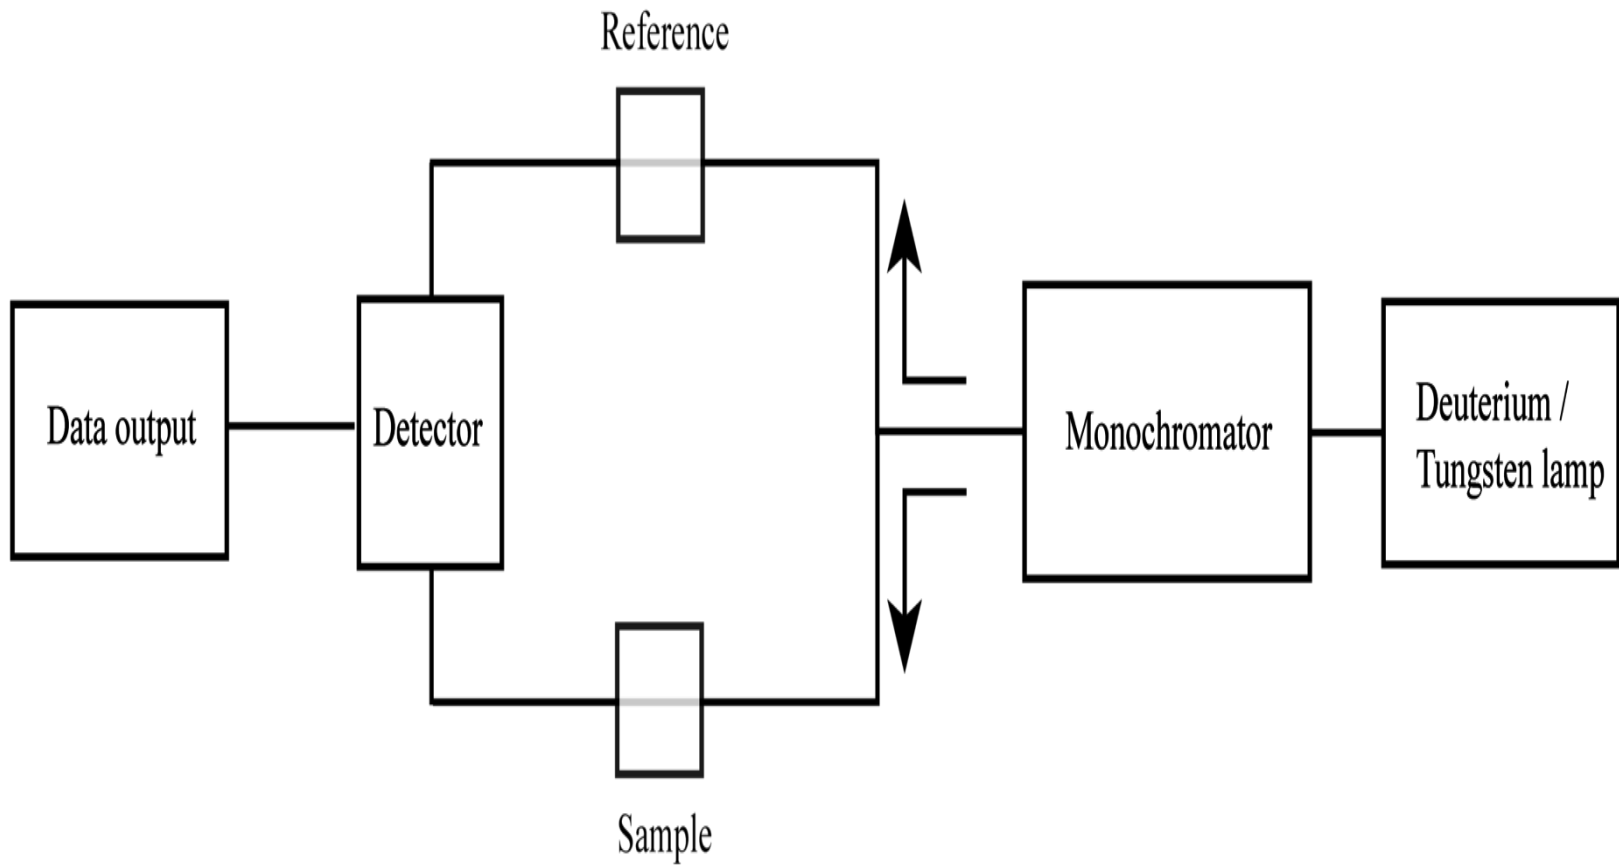 Reference
Data output
Detector
Monochromator
Deuterium /
Tungsten lamp
Sample